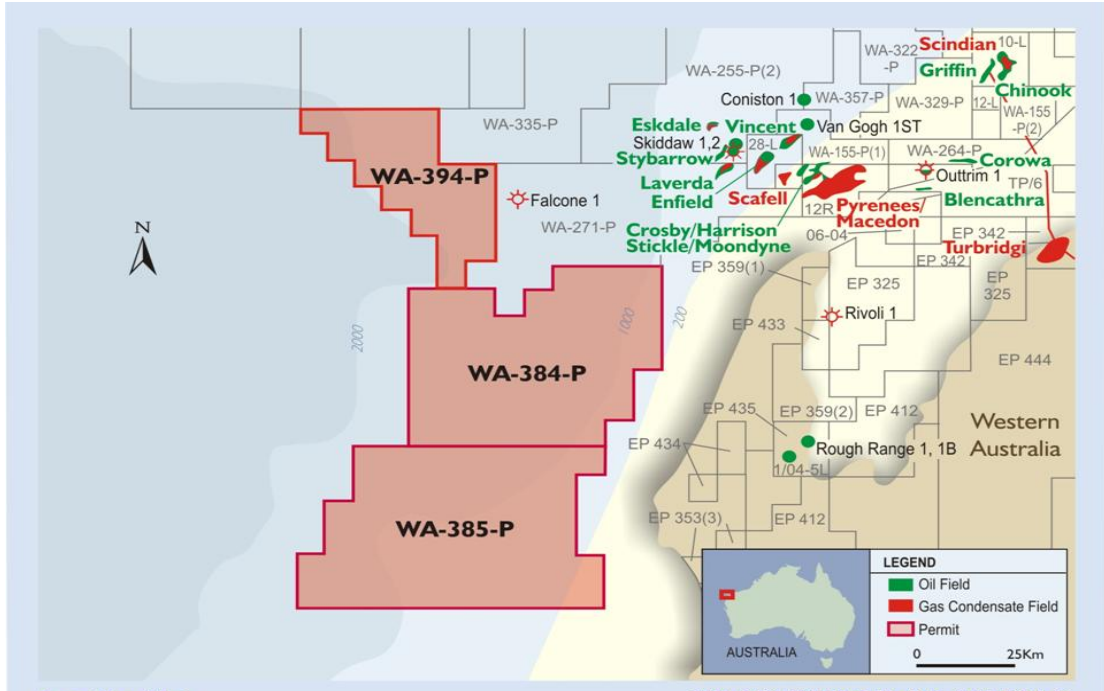 Scindian
10-L
WA-322
-P
Griffin
WA-255-P(2)
Chinook
Coniston 1
WA-357-P
WA-329-P
12-L
WA-155
-P(2)
WA-335-P
Eskdale
Vincent
Van Gogh 1ST
Skiddaw 1,2
28-L
Stybarrow
WA-155-P(1)
WA-264-P
Corowa
WA-394-P
Laverda
Enfield
Scafell
Outtrim 1
TP/6
Falcone 1
Blencathra
N
WA-271-P
12R
Pyrenees/
Macedon
Crosby/Harrison
Stickle/Moondyne
06-04
EP 342
Turbridgi
EP 342
EP 359(1)
EP 325
EP
325
2000
1000
200
Rivoli 1
EP 433
WA-384-P
EP 444
EP 435
EP 359(2)
EP 412
Western
Australia
EP 434
Rough Range 1, 1B
1/04-5L
WA-385-P
EP 353(3)
EP 412
AUSTRALIA
LEGEND
Oil Field
Gas Condensate Field
Permit
0 25Km